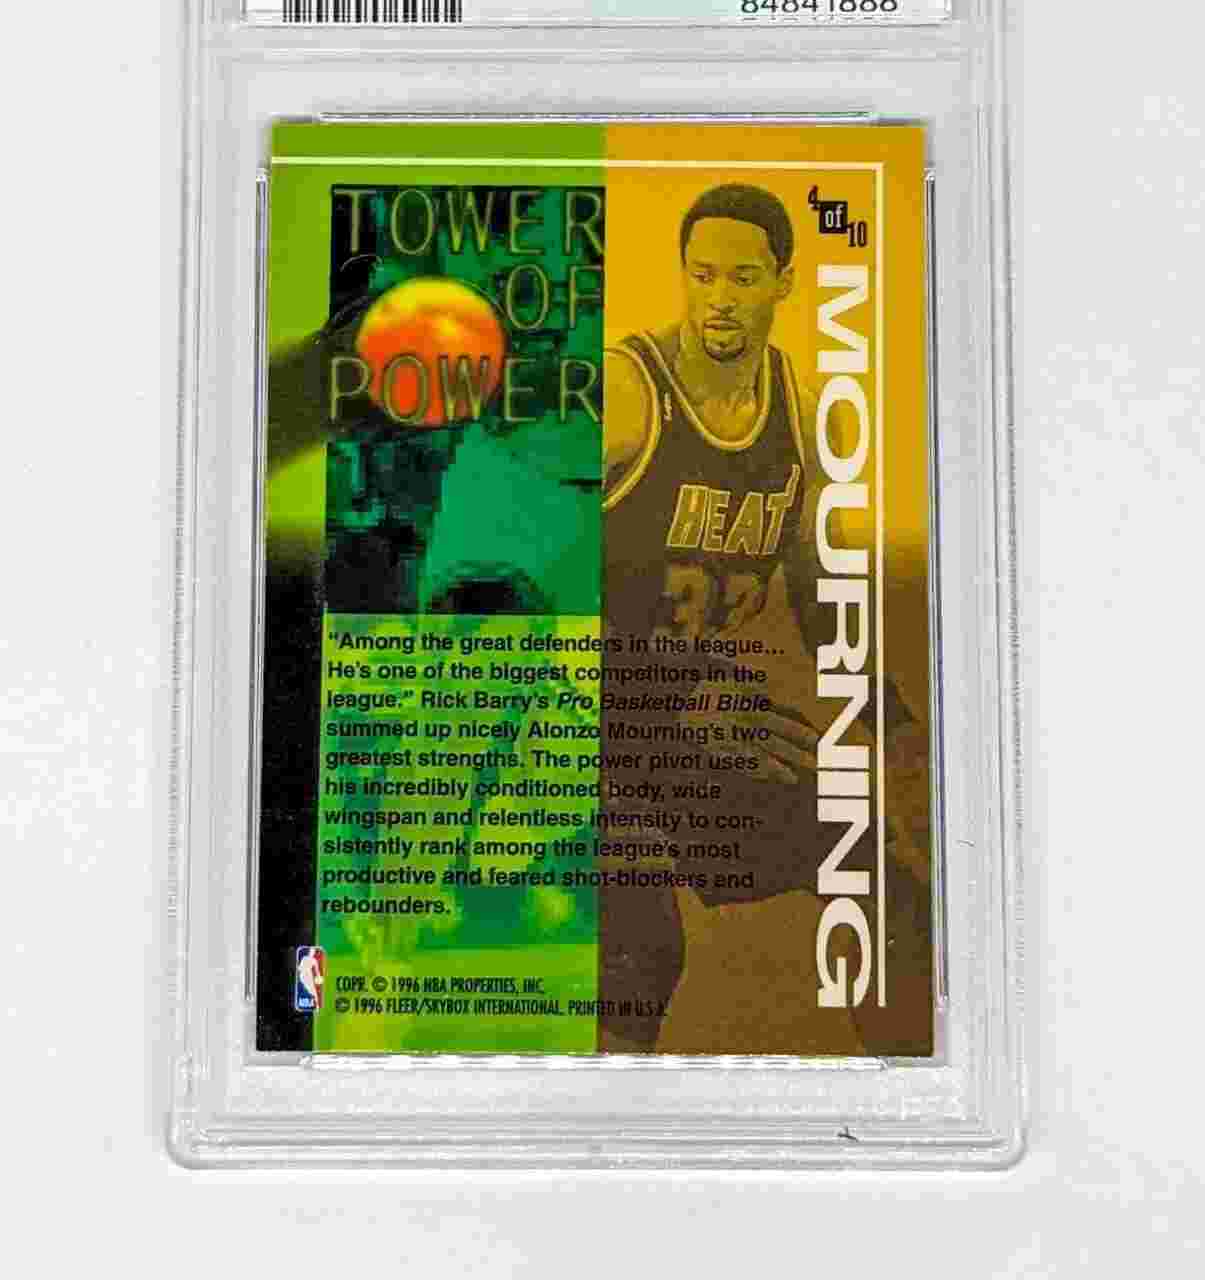 84841888
TOWER
OF
POWER
4 of 10
MOURNING
HEAT
33
"Among the great defenders in the league...
He's one of the biggest competitors in the
league." Rick Barry's Pro Basketball Bible
summed up nicely Alonzo Mourning's two
greatest strengths. The power pivot uses
his incredibly conditioned body, wide
wingspan and relentless intensity to con-
sistently rank among the league's most
productive and feared shot-blockers and
rebounders.
NBA
COPR. © 1996 NBA PROPERTIES, INC.
© 1996 FLEER/SKYBOX INTERNATIONAL. PRINTED IN U.S.A.